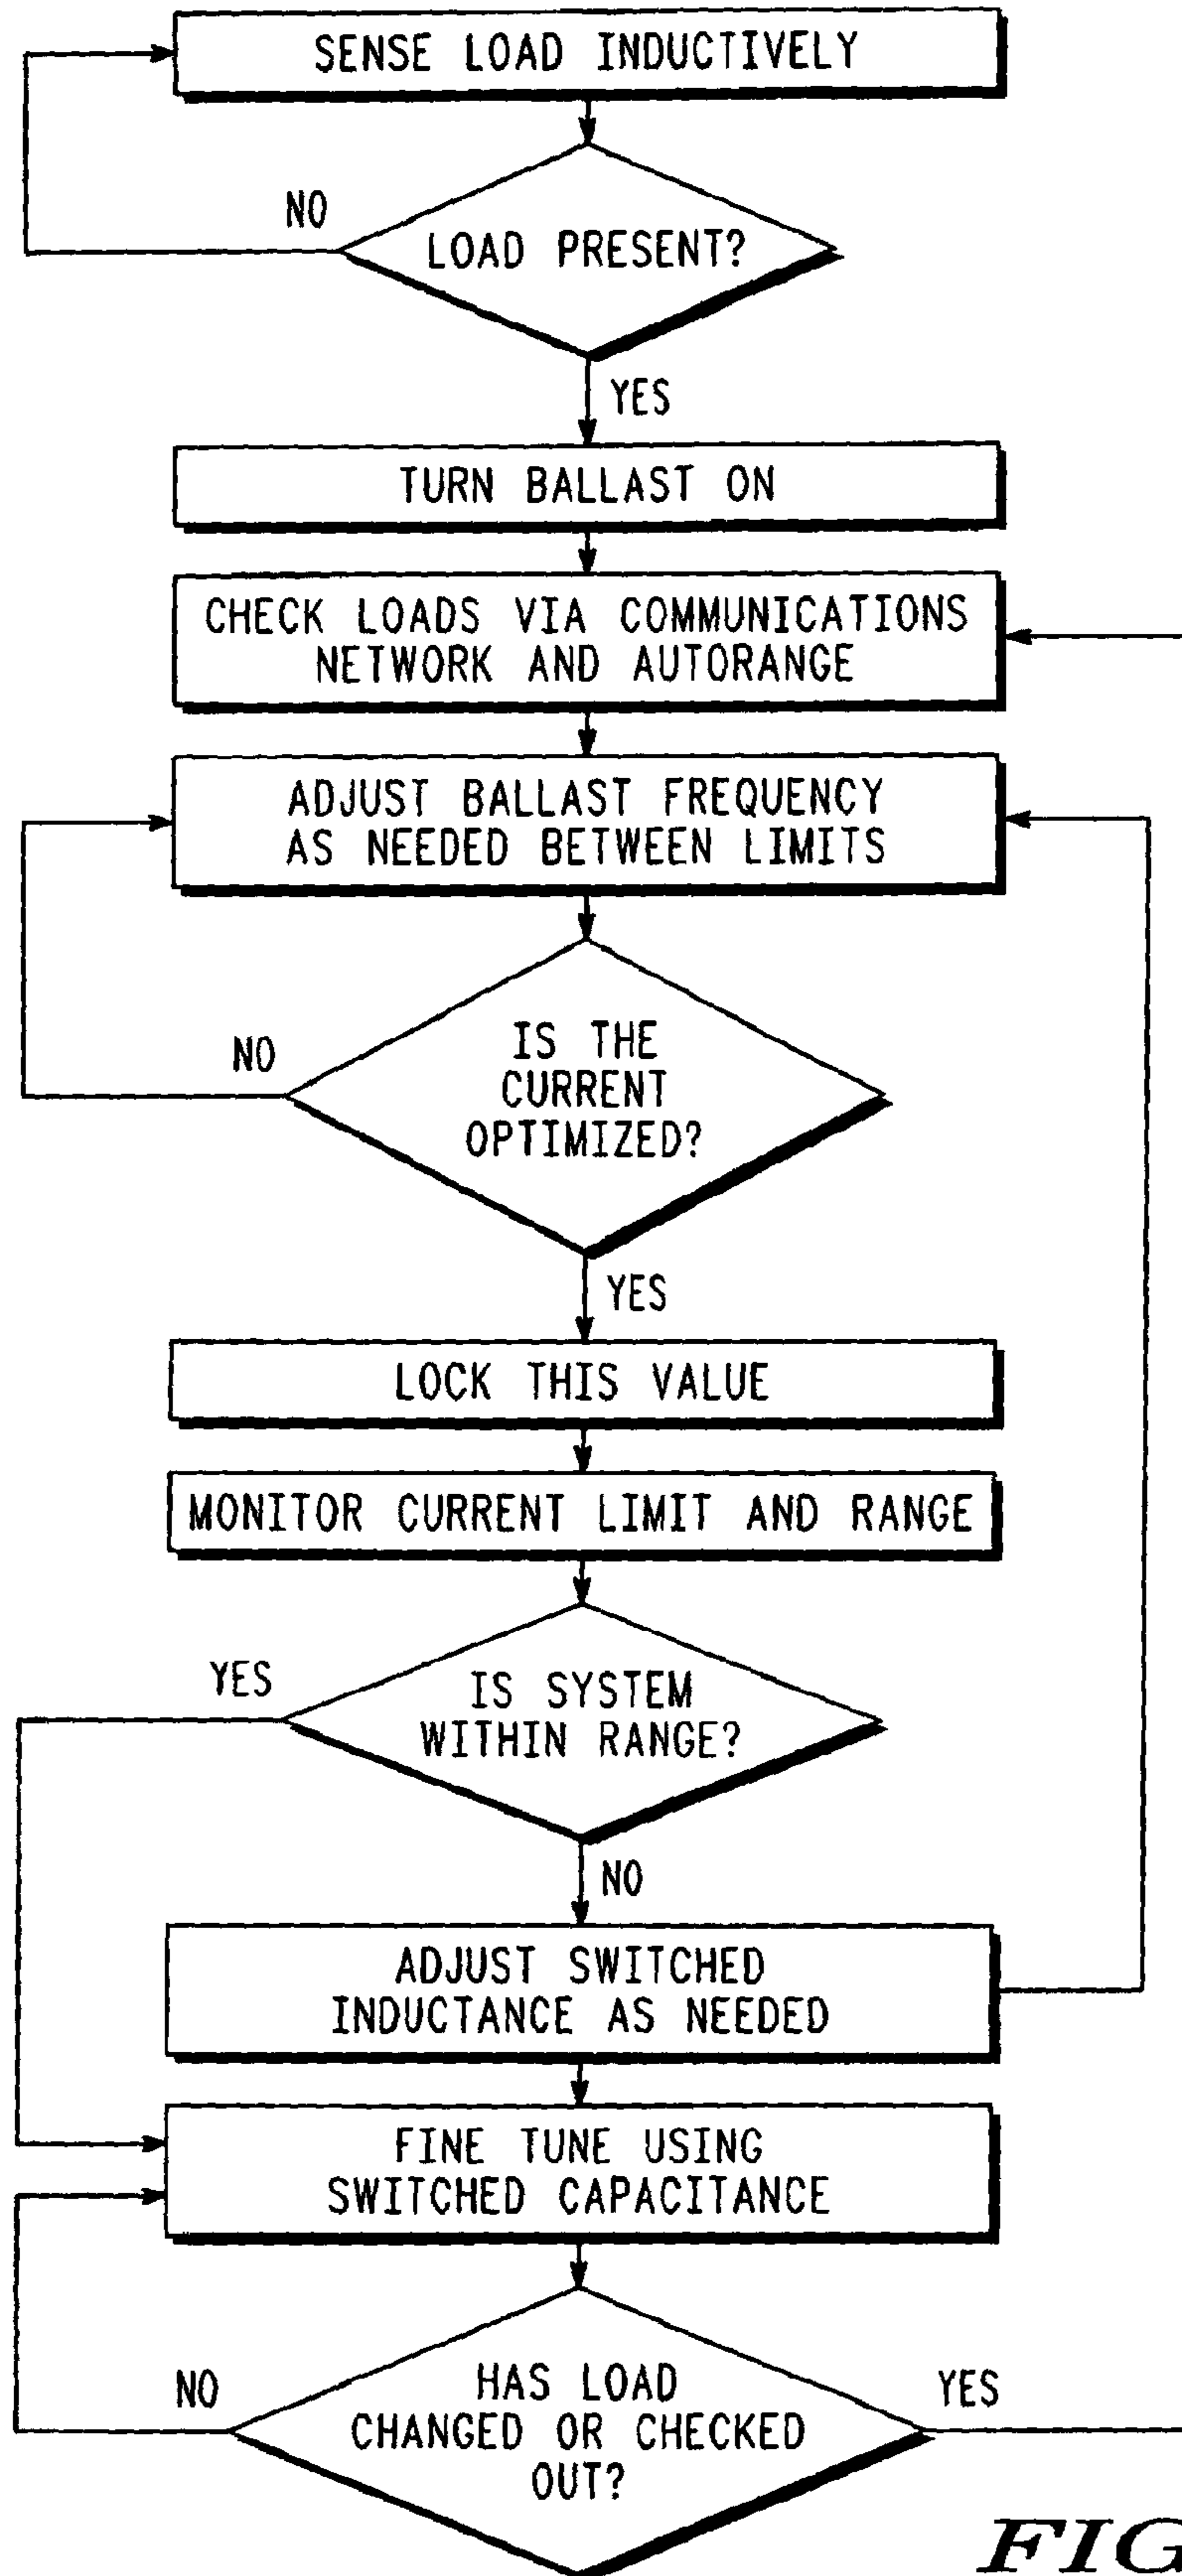 SENSE LOAD INDUCTIVELY
NO
LOAD PRESENT?
YES
TURN BALLAST ON
CHECK LOADS VIA COMMUNICATIONS
NETWORK AND AUTORANGE
ADJUST BALLAST FREQUENCY
AS NEEDED BETWEEN LIMITS
NO
IS THE
CURRENT
OPTIMIZED?
YES
LOCK THIS VALUE
MONITOR CURRENT LIMIT AND RANGE
YES
IS SYSTEM
WITHIN RANGE?
NO
ADJUST SWITCHED
INDUCTANCE AS NEEDED
FINE TUNE USING
SWITCHED CAPACITANCE
NO
HAS LOAD
CHANGED OR CHECKED
OUT?
YES
FIG